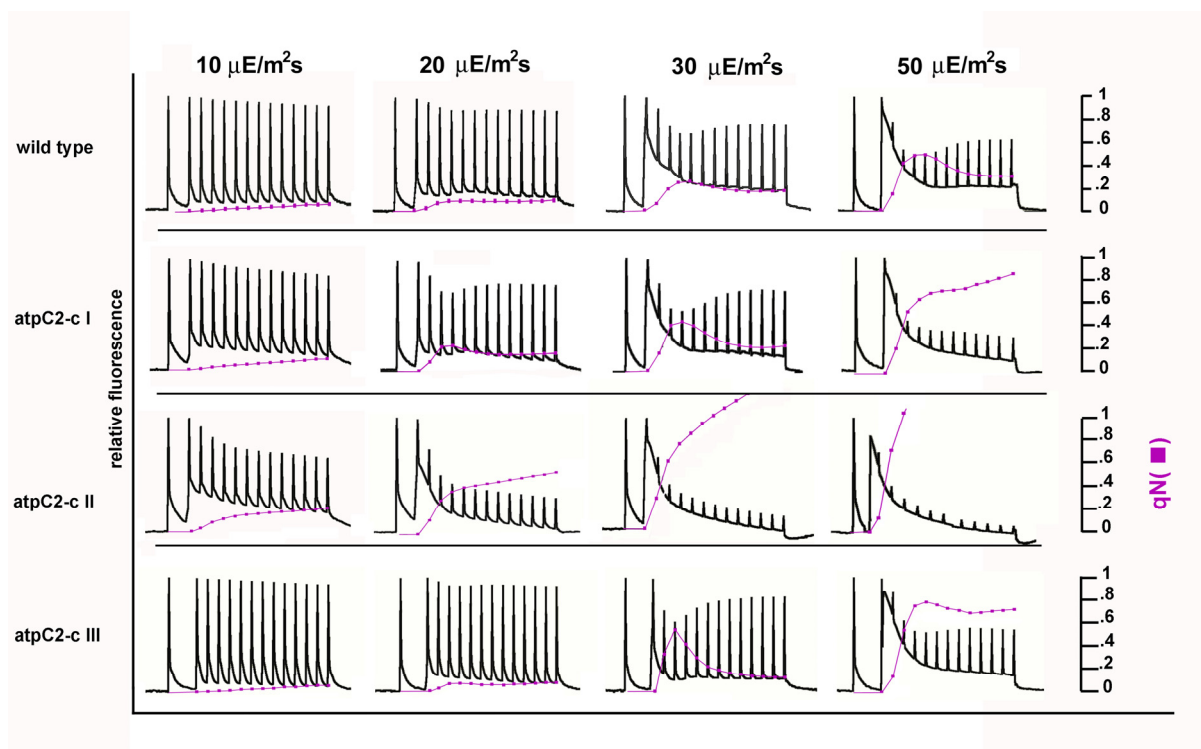 10 μE/m²s
20 μE/m²s
30 μE/m²s
50 μE/m²s
wild type
1
.8
.6
.4
.2
0
atpC2-c I
1
.8
.6
.4
.2
0
atpC2-c II
1
.8
.6
.4
.2
0
atpC2-c III
1
.8
.6
.4
.2
0
relative fluorescence
qN (■)